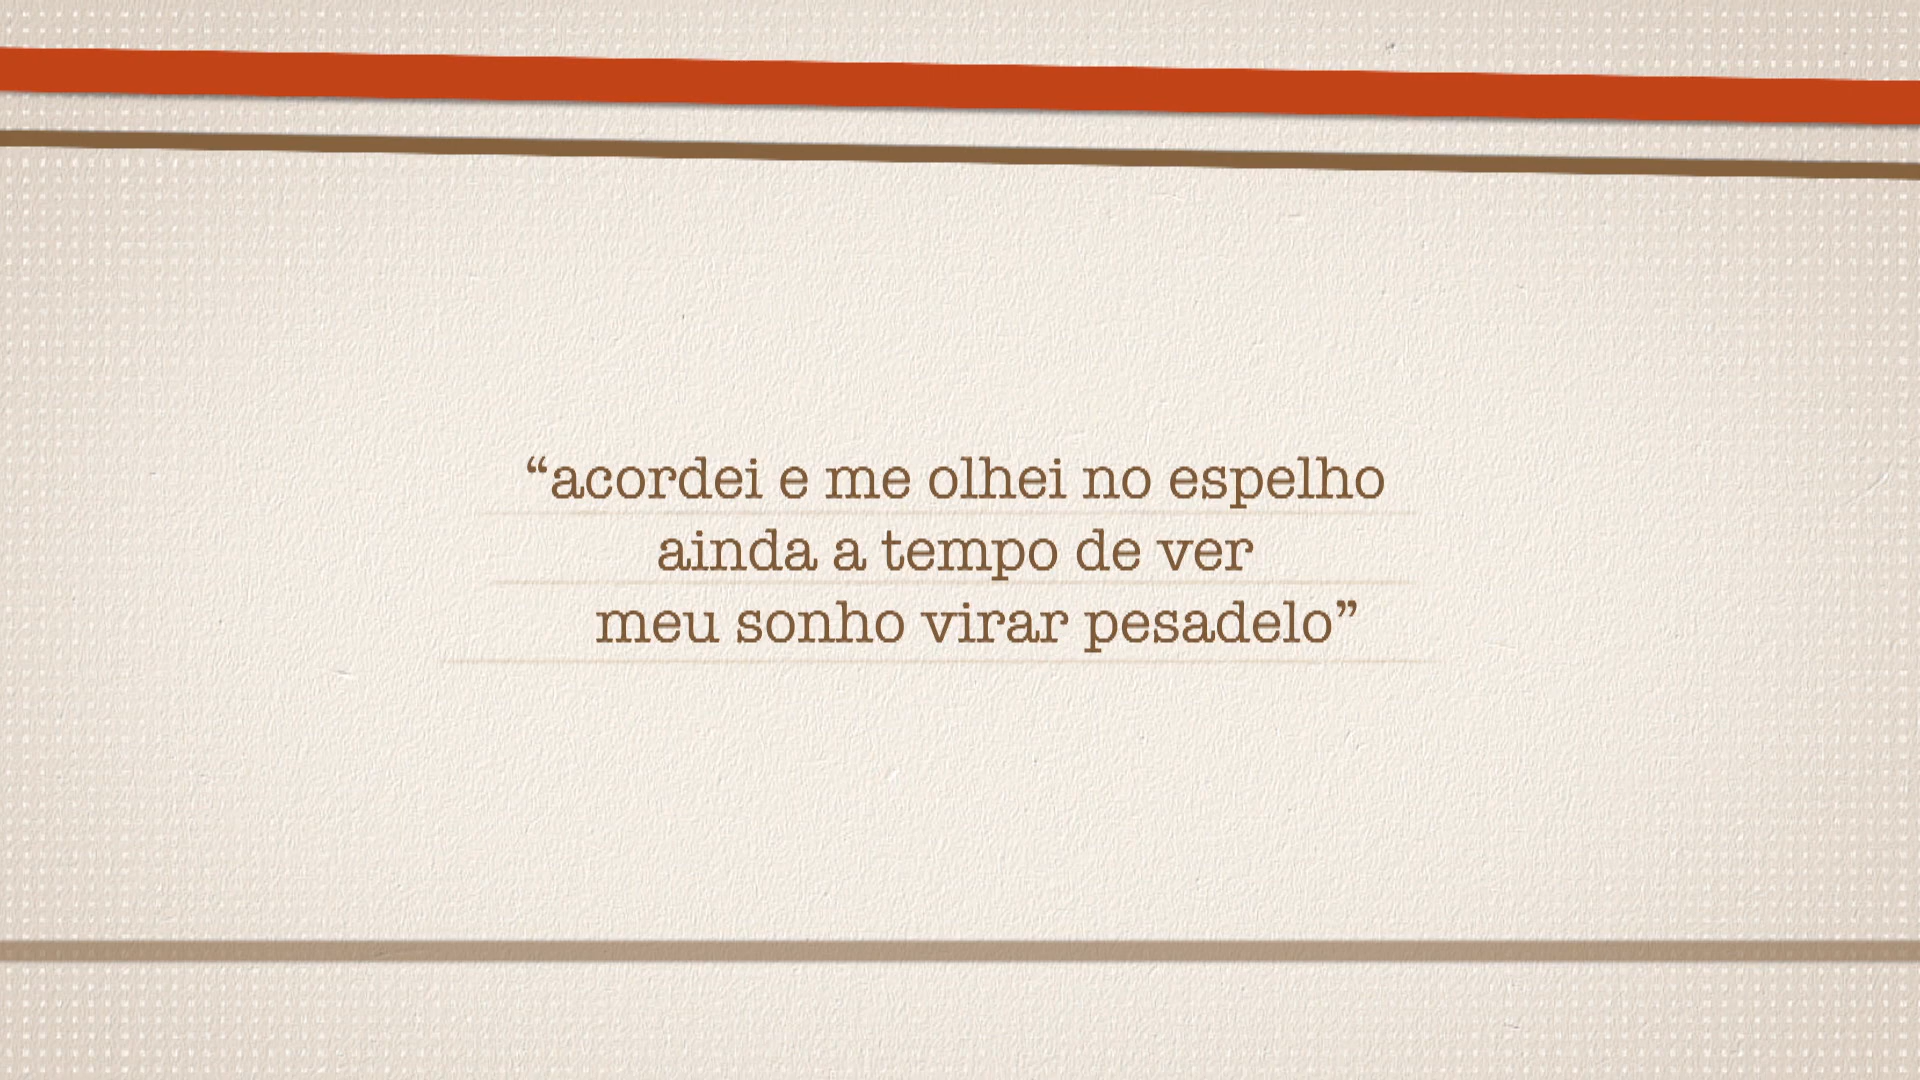 “acordei e me olhei no espelho
ainda a tempo de ver
meu sonho virar pesadelo”